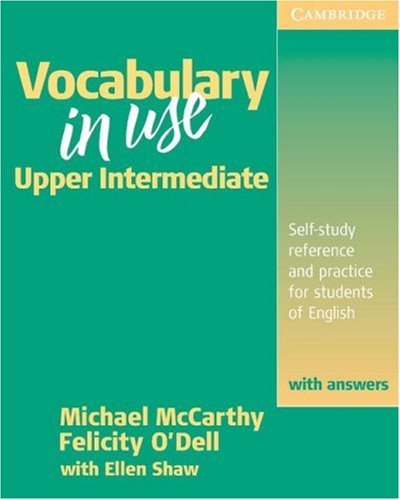 CAMBRIDGE
Vocabulary
in use
Upper Intermediate
Self-study
reference
and practice
for students
of English
with answers
Michael McCarthy
Felicity O'Dell
with Ellen Shaw